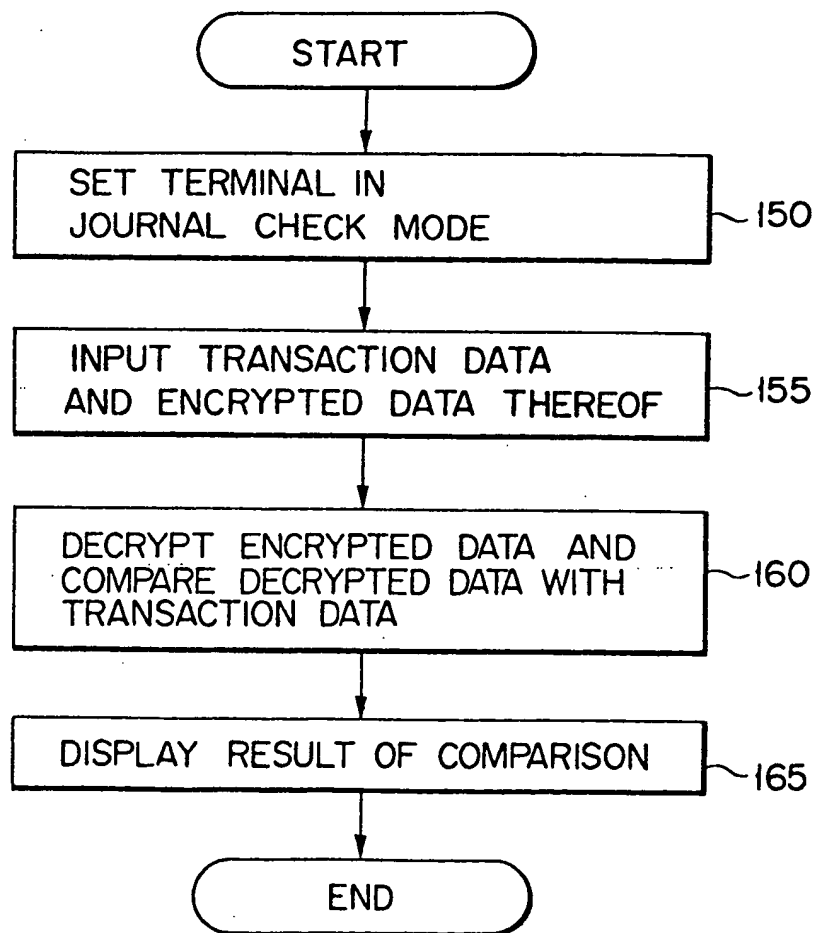 START
SET TERMINAL IN
JOURNAL CHECK MODE
150
INPUT TRANSACTION DATA
AND ENCRYPTED DATA THEREOF
155
DECRYPT ENCRYPTED DATA AND
COMPARE DECRYPTED DATA WITH
TRANSACTION DATA
160
DISPLAY RESULT OF COMPARISON
165
END